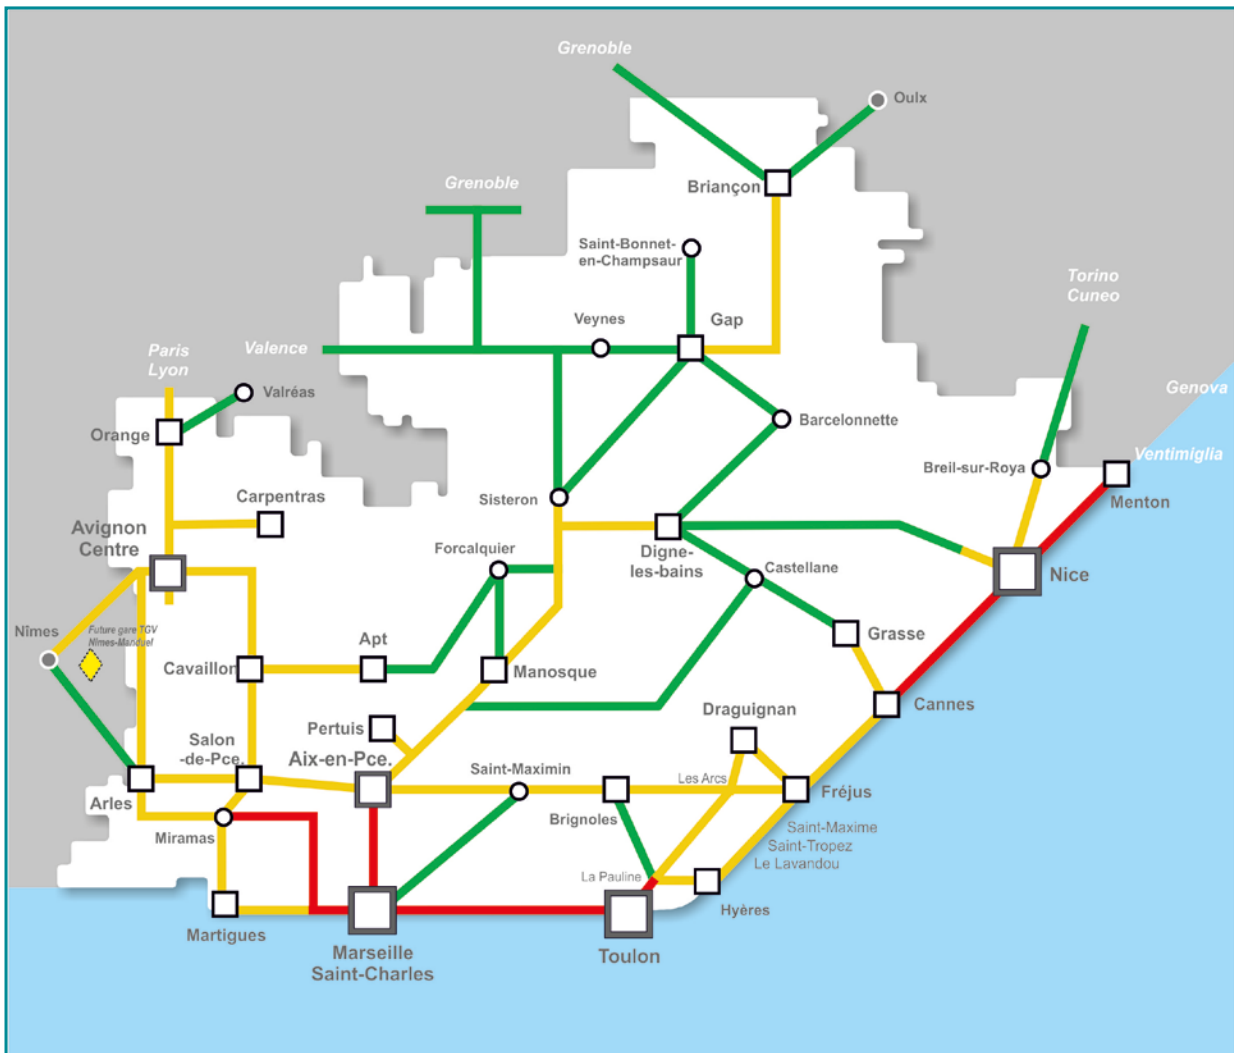 Grenoble
Oulx
Briançon
Grenoble
Saint-Bonnet-
en-Champsaur
Torino
Cuneo
Veynes
Gap
Valence
Paris
Lyon
Valréas
Genova
Orange
Barcelonnette
Ventimiglia
Breil-sur-Roya
Menton
Carpentras
Sisteron
Avignon
Centre
Forcalquier
Digne-
les-bains
Castellane
Nice
Nîmes
Future gare TGV
Nîmes-Manduel
Apt
Grasse
Cavaillon
Manosque
Cannes
Draguignan
Pertuis
Salon
-de-Pce.
Aix-en-Pce.
Saint-Maximin
Les Arcs
Fréjus
Arles
Miramas
Brignoles
Saint-Maxime
Saint-Tropez
Le Lavandou
La Pauline
Hyères
Martigues
Marseille
Saint-Charles
Toulon